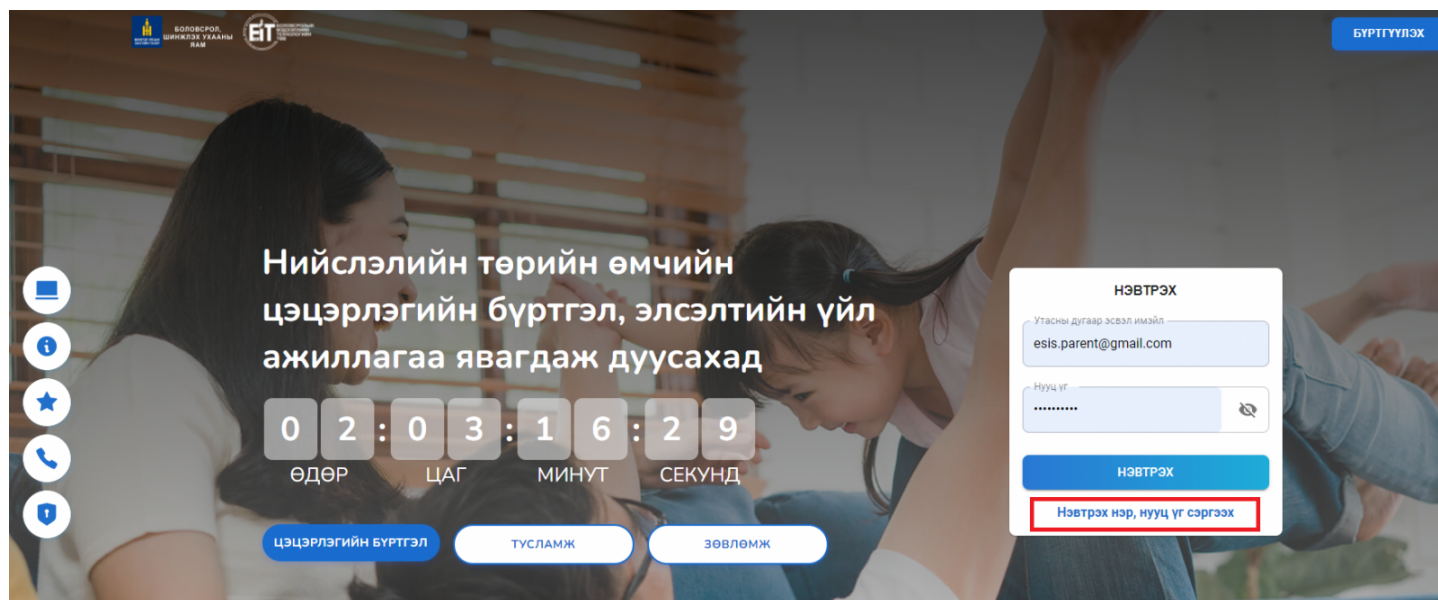 БОЛОВСРОЛ,
ШИНЖЛЭХ УХААНЫ
ЯАМ
EiT
БҮРТГҮҮЛЭХ
Нийслэлийн төрийн өмчийн
цэцэрлэгийн бүртгэл, элсэлтийн үйл
ажиллагаа явагдаж дуусахад
0 2 : 0 3 : 1 6 : 2 9
ӨДӨР ЦАГ МИНУТ СЕКУНД
ЦЭЦЭРЛЭГИЙН БҮРТГЭЛ
ТУСЛАМЖ
ЗӨВЛӨМЖ
НЭВТРЭХ
Утасны дугаар эсвэл имэйл
esis.parent@gmail.com
Нууц үг
••••••••••
НЭВТРЭХ
Нэвтрэх нэр, нууц үг сэргээх